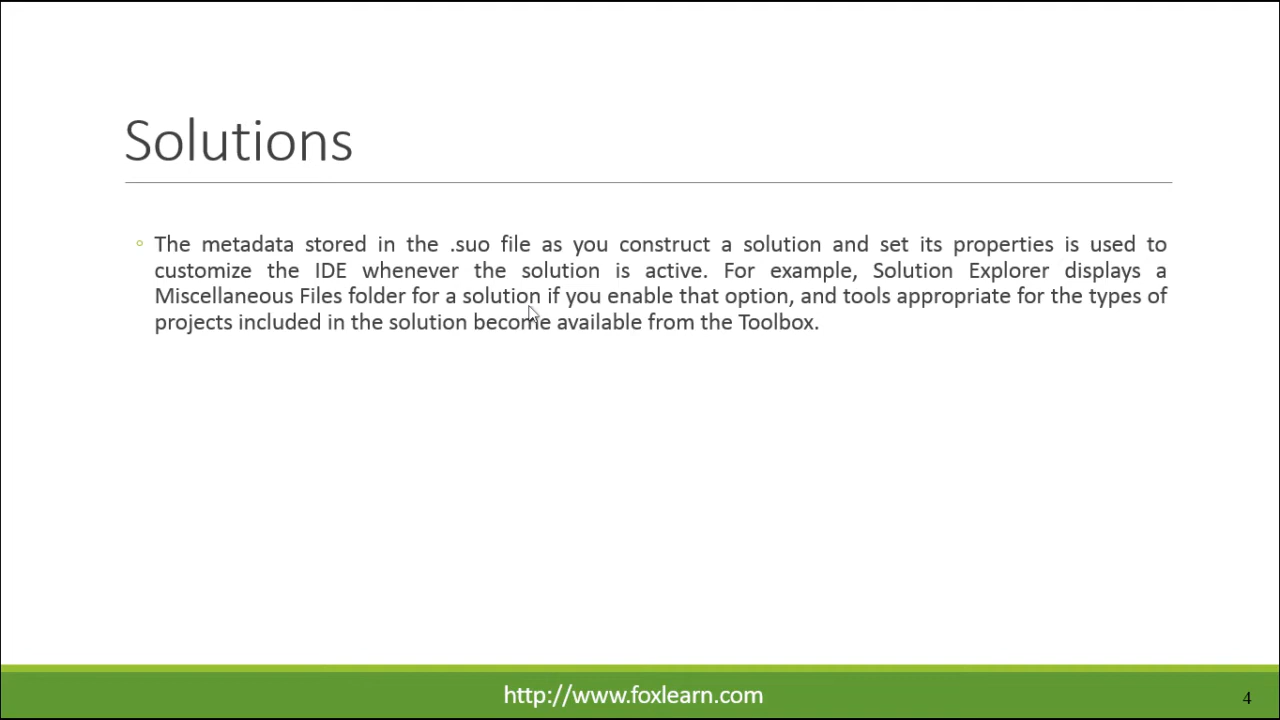 Solutions
The metadata stored in the .suo file as you construct a solution and set its properties is used to
customize the IDE whenever the solution is active. For example, Solution Explorer displays a
Miscellaneous Files folder for a solution if you enable that option, and tools appropriate for the types of
projects included in the solution become available from the Toolbox.
http://www.foxlearn.com
4